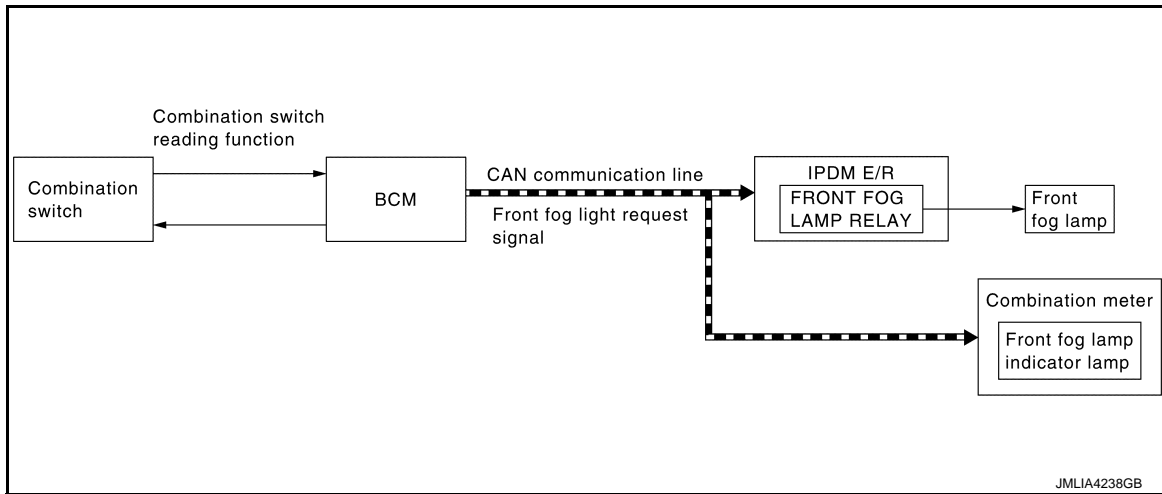 Combination switch
reading function
Combination
switch
BCM
CAN communication line
Front fog light request
signal
IPDM E/R
FRONT FOG
LAMP RELAY
Front
fog lamp
Combination meter
Front fog lamp
indicator lamp
JMLIA4238GB